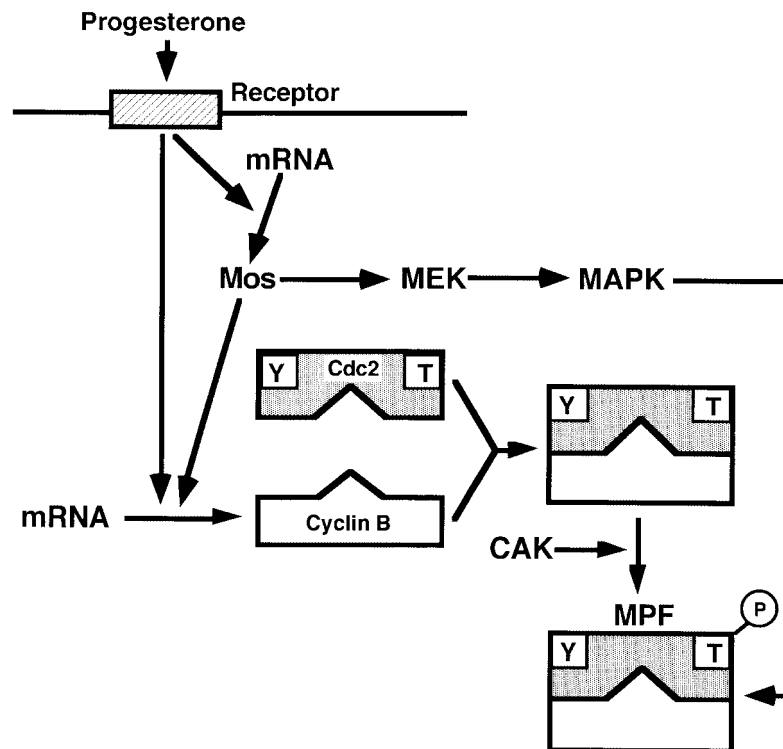 Progesterone
Receptor
mRNA
Mos
MEK
MAPK
Y
Cdc2
T
Y
T
mRNA
Cyclin B
CAK
MPF
P
Y
T